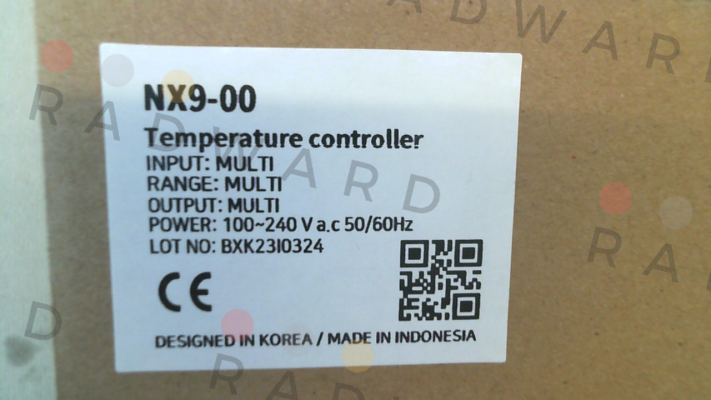 NX9-00
Temperature controller
INPUT: MULTI
RANGE: MULTI
OUTPUT: MULTI
POWER: 100~240 V a.c 50/60Hz
LOT NO: BXK23I0324
CE
DESIGNED IN KOREA / MADE IN INDONESIA
RADWARD